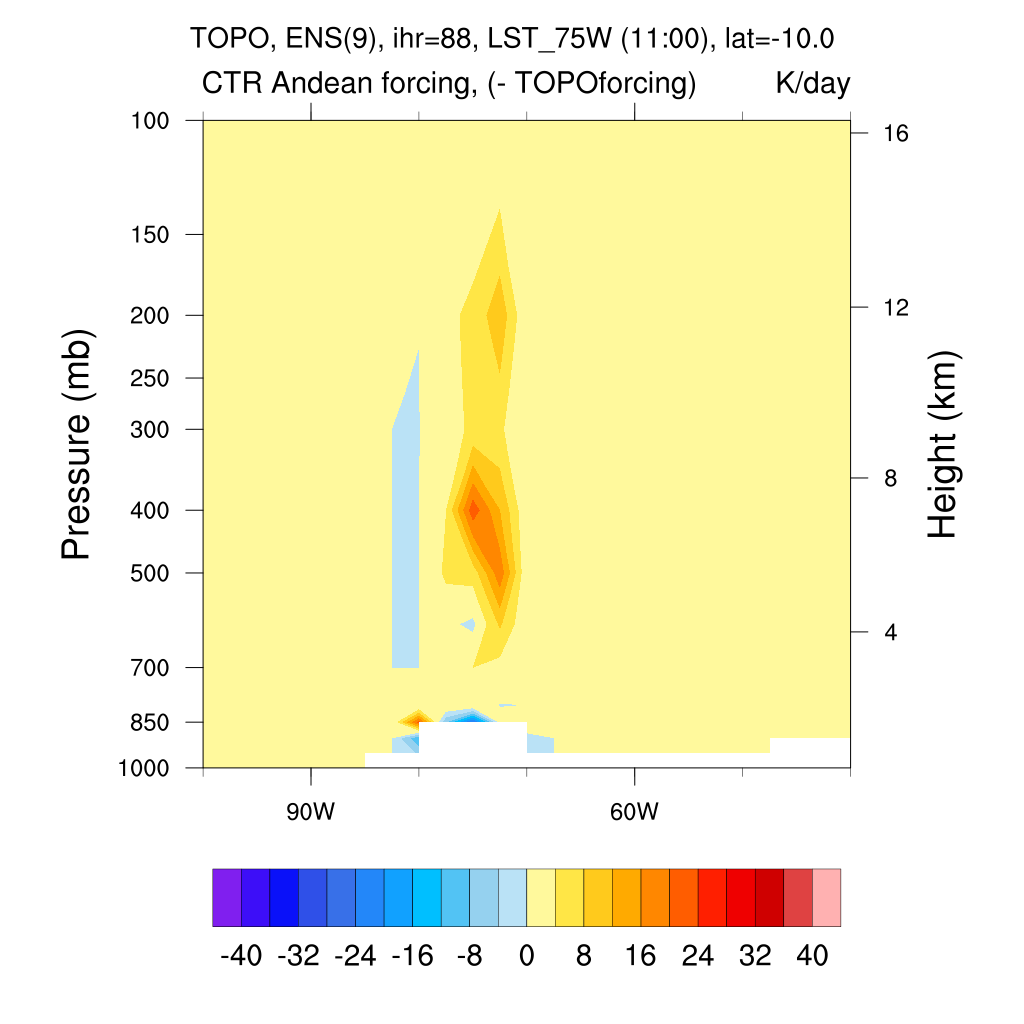 TOPO, ENS(9), ihr=88, LST_75W (11:00), lat=-10.0
CTR Andean forcing, (- TOPOforcing) K/day
100
150
200
250
300
400
500
700
850
1000
Pressure (mb)
16
12
8
4
Height (km)
90W 60W
-40 -32 -24 -16 -8 0 8 16 24 32 40